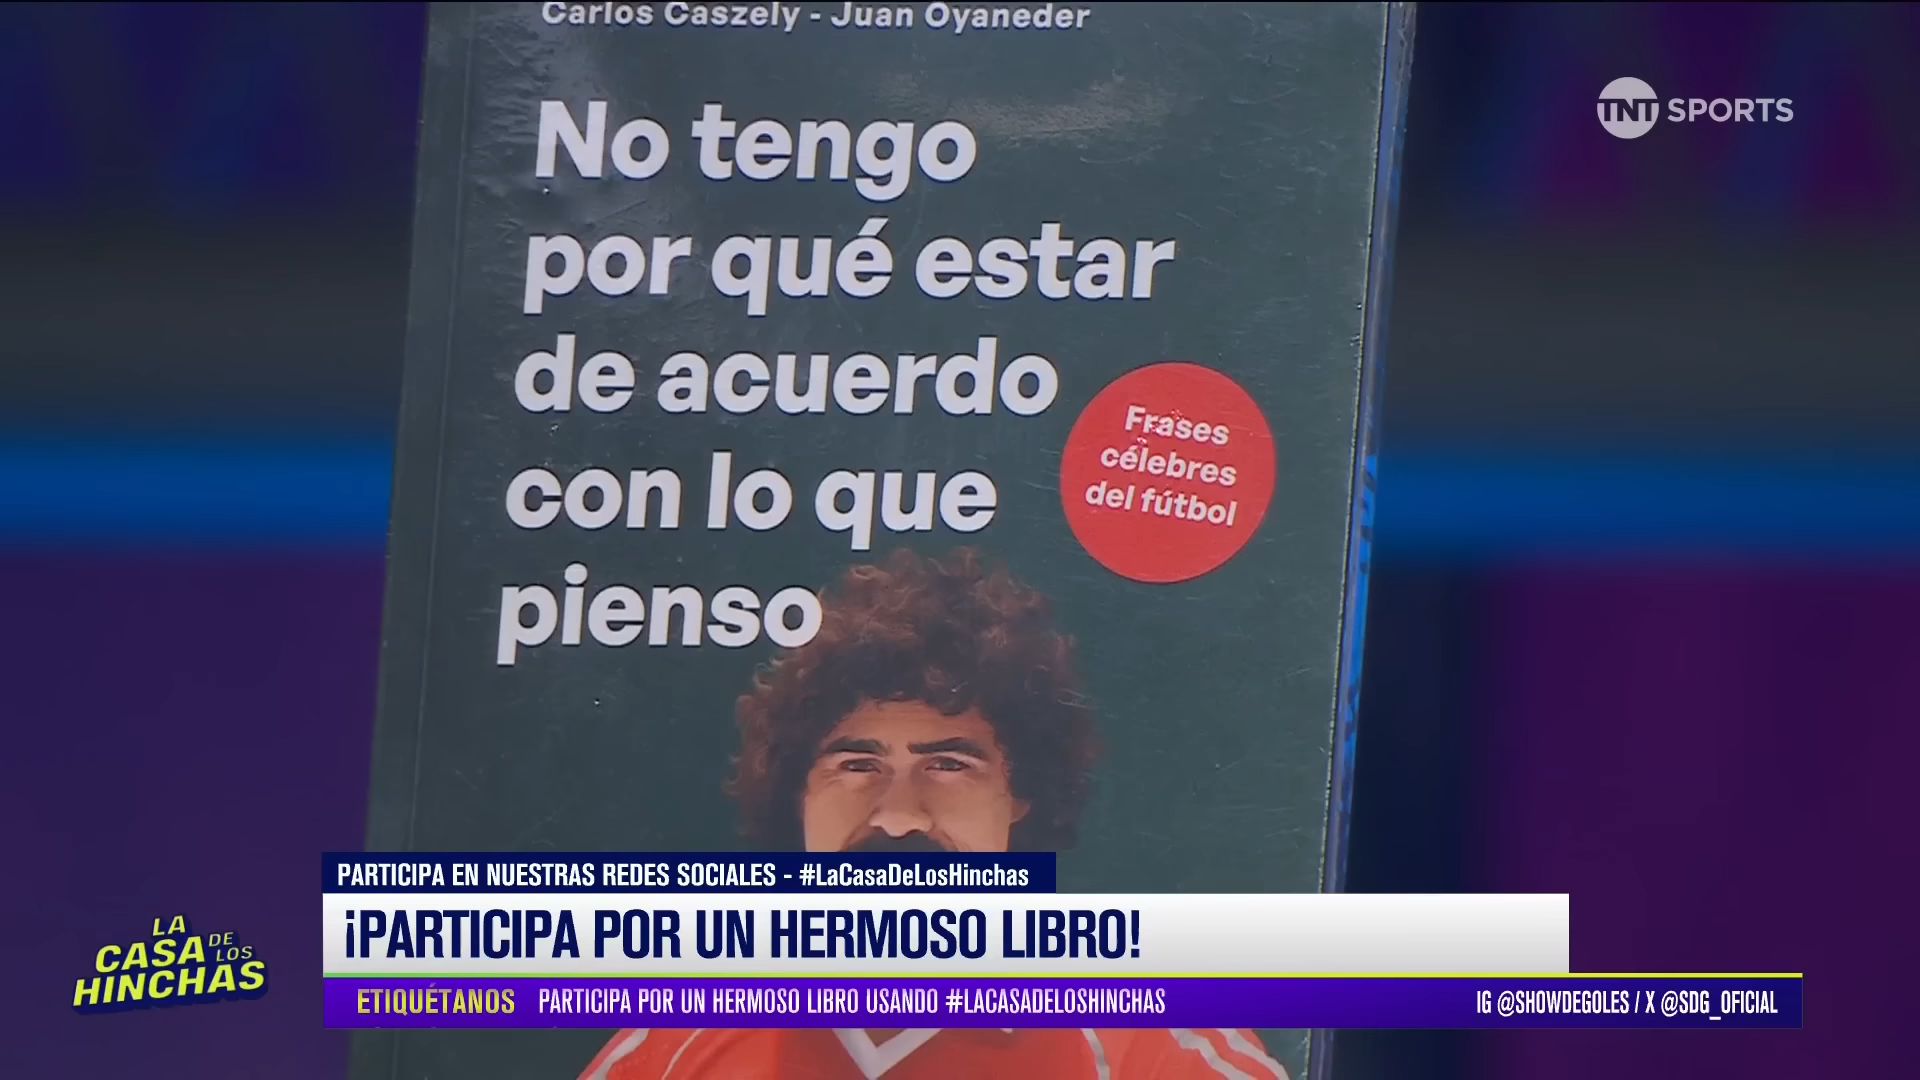 Carlos Caszely - Juan Oyaneder
No tengo
por qué estar
de acuerdo
con lo que
pienso
Frases
célebres
del fútbol
TNT SPORTS
PARTICIPA EN NUESTRAS REDES SOCIALES - #LaCasaDeLosHinchas
¡PARTICIPA POR UN HERMOSO LIBRO!
LA
CASA DE LOS
HINCHAS
ETIQUÉTANOS PARTICIPA POR UN HERMOSO LIBRO USANDO #LACASADELOSHINCHAS IG @SHOWDEGOLES / X @SDG_OFICIAL